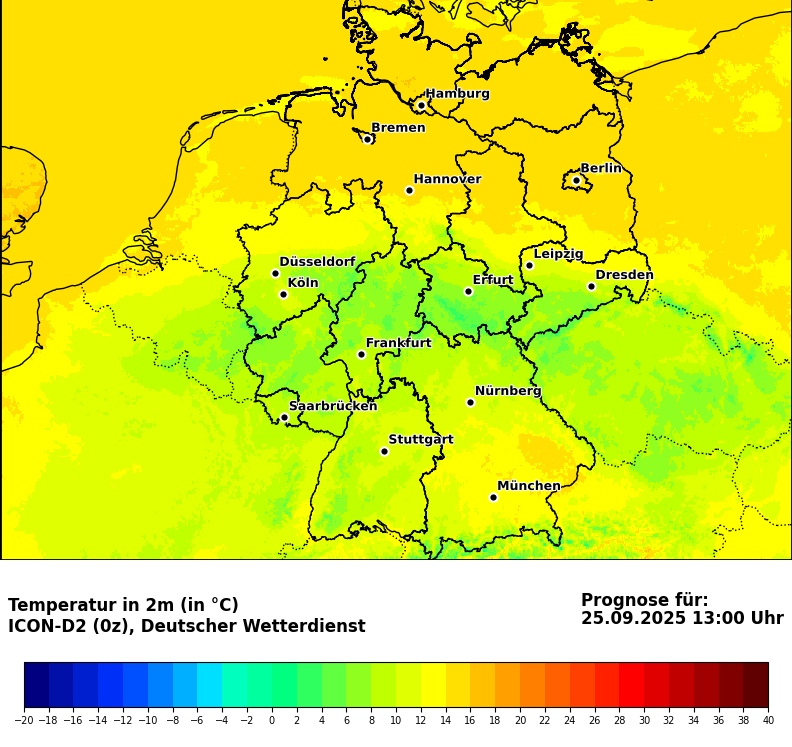 Hamburg
Bremen
Berlin
Hannover
Leipzig
Düsseldorf
Dresden
Köln
Erfurt
Frankfurt
Nürnberg
Saarbrücken
Stuttgart
München
Temperatur in 2m (in °C)
ICON-D2 (0z), Deutscher Wetterdienst
Prognose für:
25.09.2025 13:00 Uhr
−20 −18 −16 −14 −12 −10 −8 −6 −4 −2 0 2 4 6 8 10 12 14 16 18 20 22 24 26 28 30 32 34 36 38 40